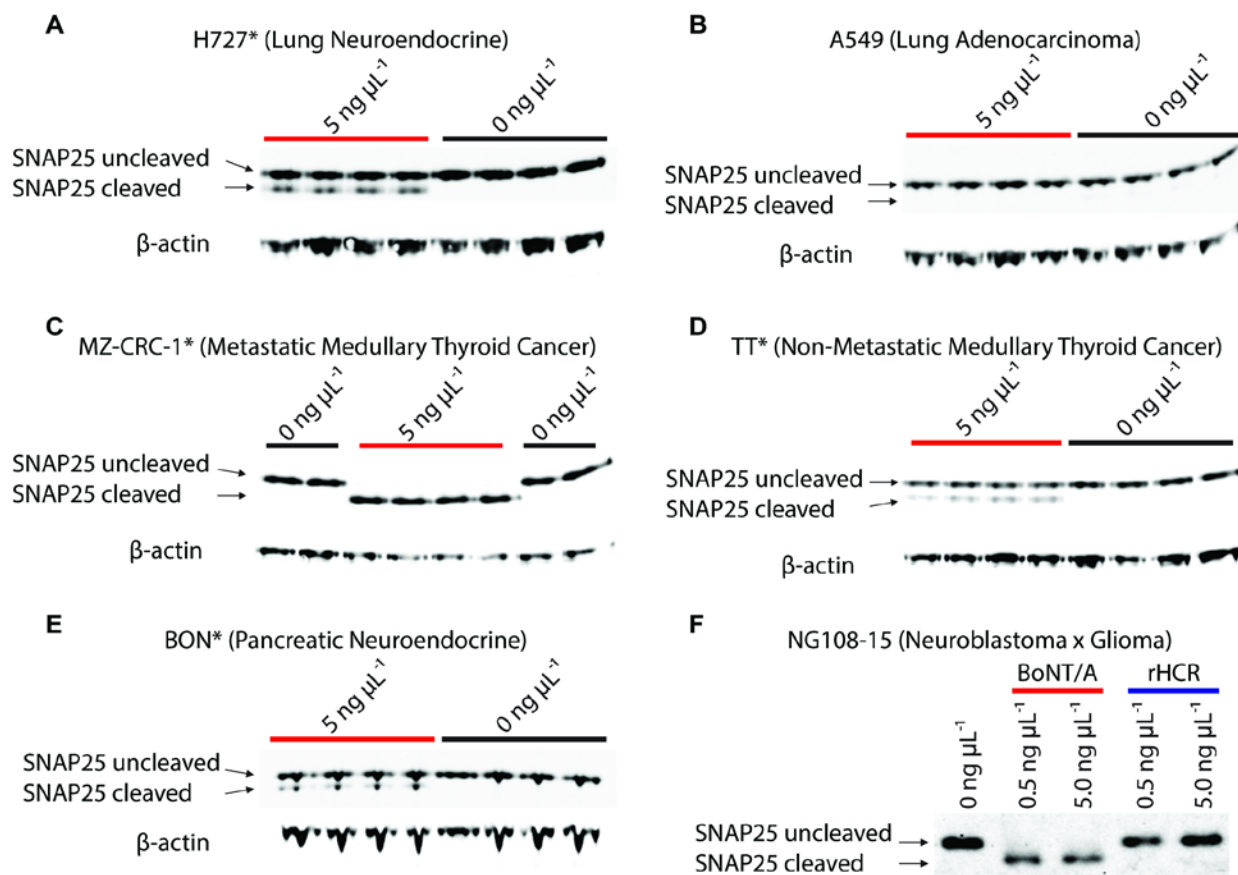 A
H727* (Lung Neuroendocrine)
5 ng µL⁻¹
0 ng µL⁻¹
SNAP25 uncleaved
SNAP25 cleaved
β-actin
B
A549 (Lung Adenocarcinoma)
5 ng µL⁻¹
0 ng µL⁻¹
SNAP25 uncleaved
SNAP25 cleaved
β-actin
C
MZ-CRC-1* (Metastatic Medullary Thyroid Cancer)
0 ng µL⁻¹
5 ng µL⁻¹
0 ng µL⁻¹
SNAP25 uncleaved
SNAP25 cleaved
β-actin
D
TT* (Non-Metastatic Medullary Thyroid Cancer)
5 ng µL⁻¹
0 ng µL⁻¹
SNAP25 uncleaved
SNAP25 cleaved
β-actin
E
BON* (Pancreatic Neuroendocrine)
5 ng µL⁻¹
0 ng µL⁻¹
SNAP25 uncleaved
SNAP25 cleaved
β-actin
F
NG108-15 (Neuroblastoma x Glioma)
BoNT/A
rHCR
0 ng µL⁻¹
0.5 ng µL⁻¹
5.0 ng µL⁻¹
0.5 ng µL⁻¹
5.0 ng µL⁻¹
SNAP25 uncleaved
SNAP25 cleaved